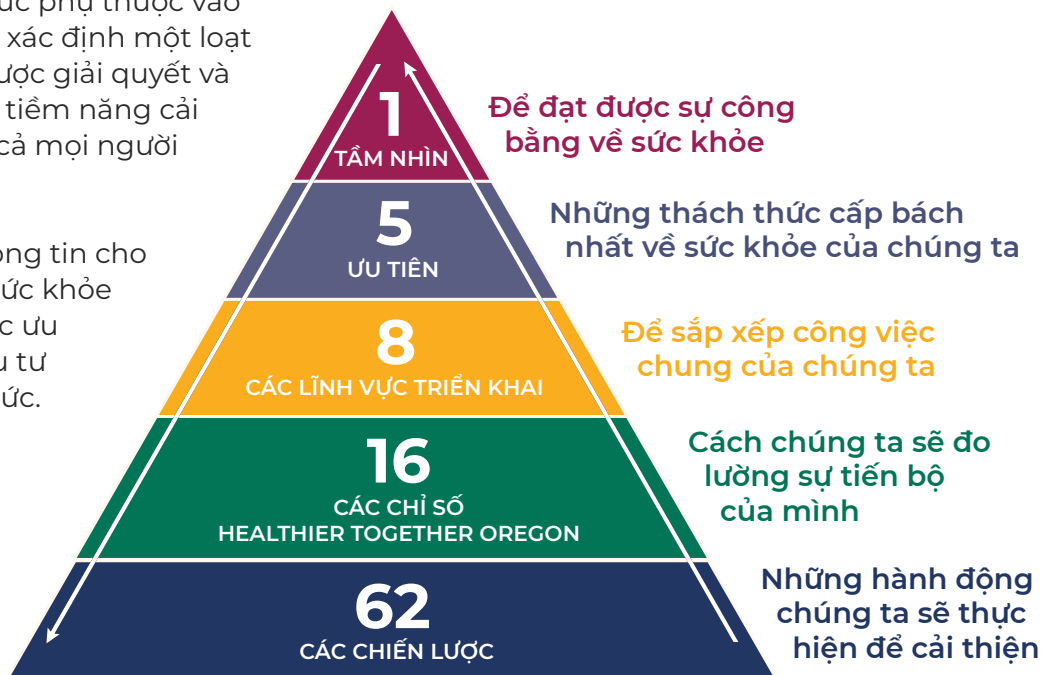 phụ thuộc vào
xác định một loạt
giải quyết và
tiềm năng cải
cả mọi người
tin cho
khỏe
ưu
tư
1
TẦM NHÌN
Để đạt được sự công
bằng về sức khỏe
5
ƯU TIÊN
Những thách thức cấp bách
nhất về sức khỏe của chúng ta
8
CÁC LĨNH VỰC TRIỂN KHAI
Để sắp xếp công việc
chung của chúng ta
16
CÁC CHỈ SỐ
HEALTHIER TOGETHER OREGON
Cách chúng ta sẽ đo
lường sự tiến bộ
của mình
62
CÁC CHIẾN LƯỢC
Những hành động
chúng ta sẽ thực
hiện để cải thiện